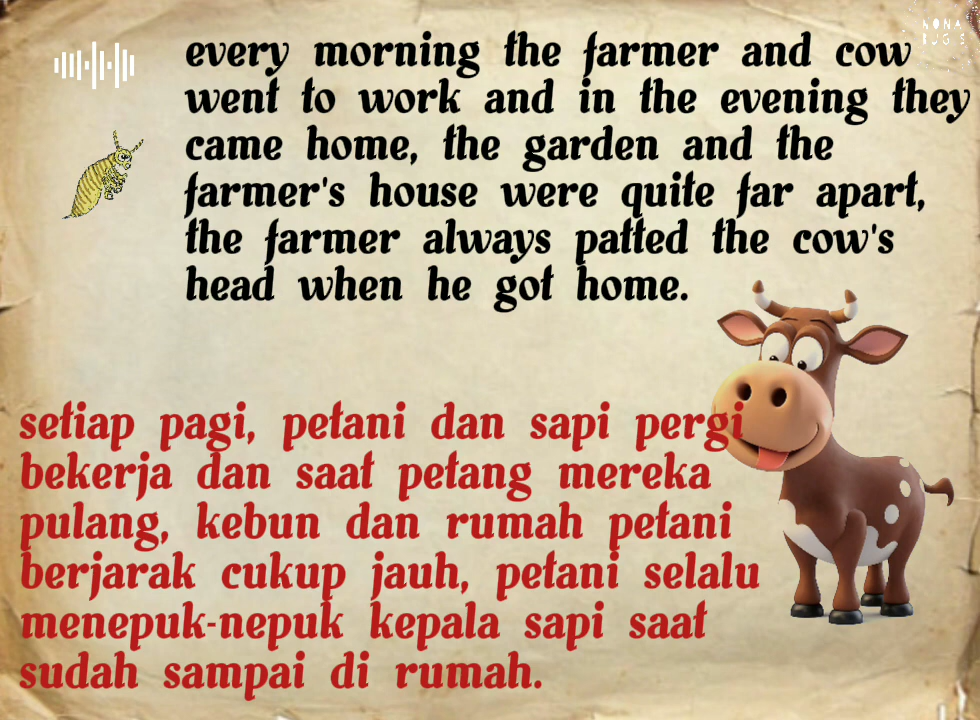 every morning the farmer and cow
went to work and in the evening they
came home, the garden and the
farmer's house were quite far apart,
the farmer always patted the cow's
head when he got home.
setiap pagi, petani dan sapi pergi
bekerja dan saat petang mereka
pulang, kebun dan rumah petani
berjarak cukup jauh, petani selalu
menepuk-nepuk kepala sapi saat
sudah sampai di rumah.